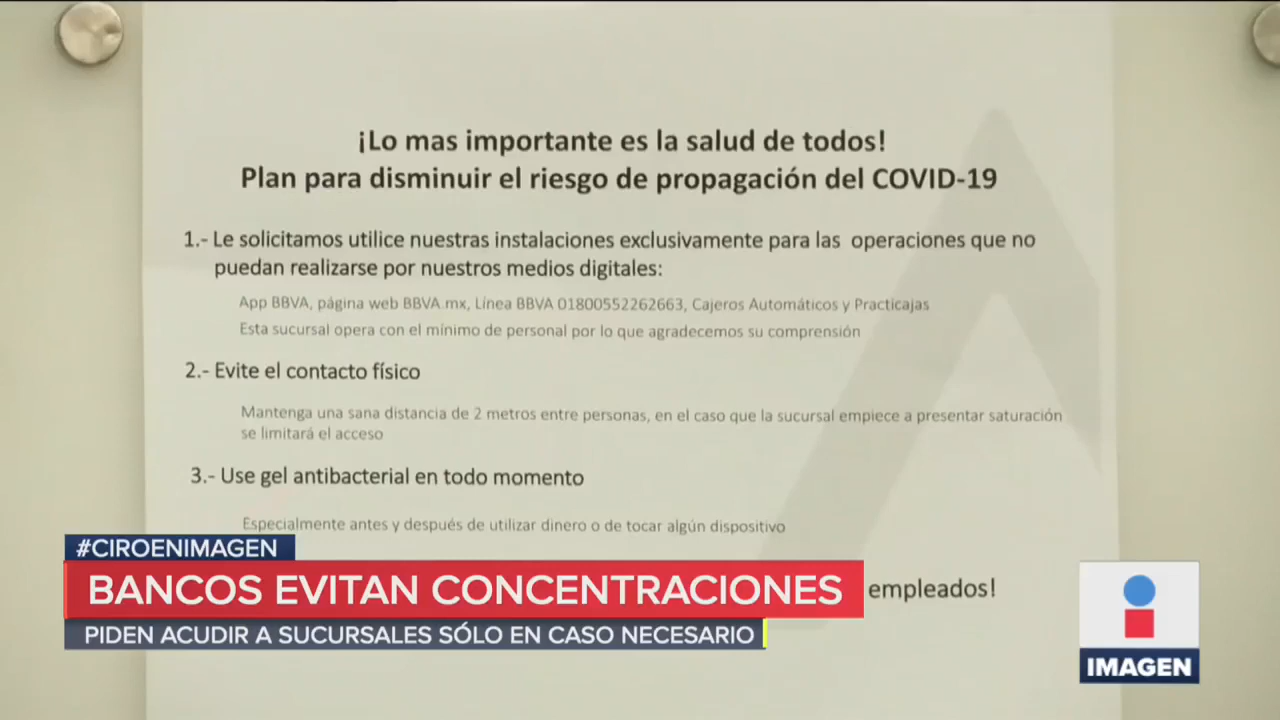 ¡Lo mas importante es la salud de todos!
Plan para disminuir el riesgo de propagación del COVID-19
1.- Le solicitamos utilice nuestras instalaciones exclusivamente para las operaciones que no
puedan realizarse por nuestros medios digitales:
App BBVA, página web BBVA.mx, Línea BBVA 01800552262663, Cajeros Automáticos y Practicajas
Esta sucursal opera con el mínimo de personal por lo que agradecemos su comprensión
2.- Evite el contacto físico
Mantenga una sana distancia de 2 metros entre personas, en el caso que la sucursal empiece a presentar saturación
se limitará el acceso
3.- Use gel antibacterial en todo momento
Especialmente antes y después de utilizar dinero o de tocar algún dispositivo
#CIROENIMAGEN
BANCOS EVITAN CONCENTRACIONES
empleados!
PIDEN ACUDIR A SUCURSALES SÓLO EN CASO NECESARIO
IMAGEN